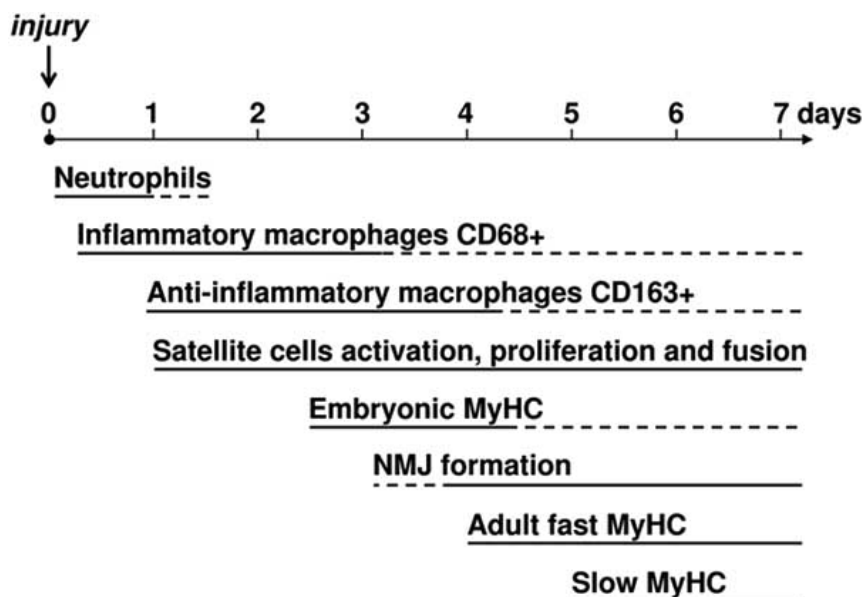 injury
0 1 2 3 4 5 6 7 days
Neutrophils
Inflammatory macrophages CD68+
Anti-inflammatory macrophages CD163+
Satellite cells activation, proliferation and fusion
Embryonic MyHC
NMJ formation
Adult fast MyHC
Slow MyHC